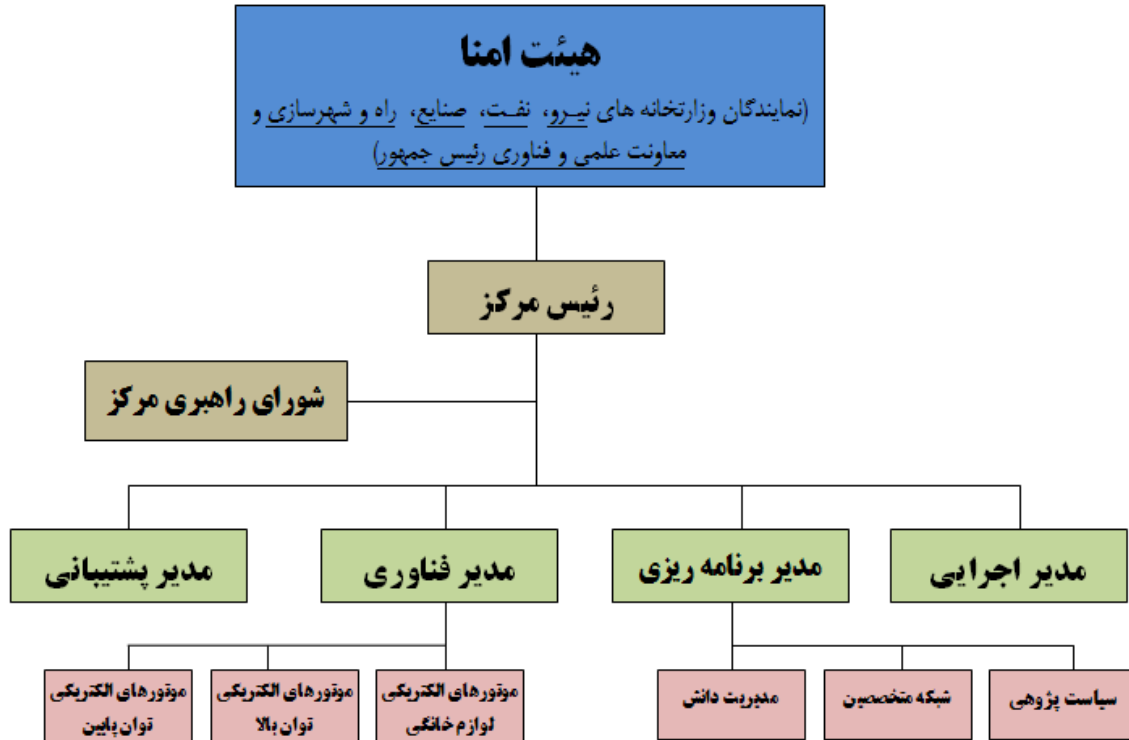 هیئت امنا
(نمایندگان وزارتخانه های نیـرو، نفـت، صنایع، راه و شهرسازی و
معاونت علمی و فناوری رئیس جمهور)
رئیس مرکز
شورای راهبری مرکز
مدیر اجرایی
مدیر برنامه ریزی
مدیر فناوری
مدیر پشتیبانی
سیاست پژوهی
شبکه متخصصین
مدیریت دانش
موتورهای الکتریکی
لوازم خانگی
موتورهای الکتریکی
توان بالا
موتورهای الکتریکی
توان پایین